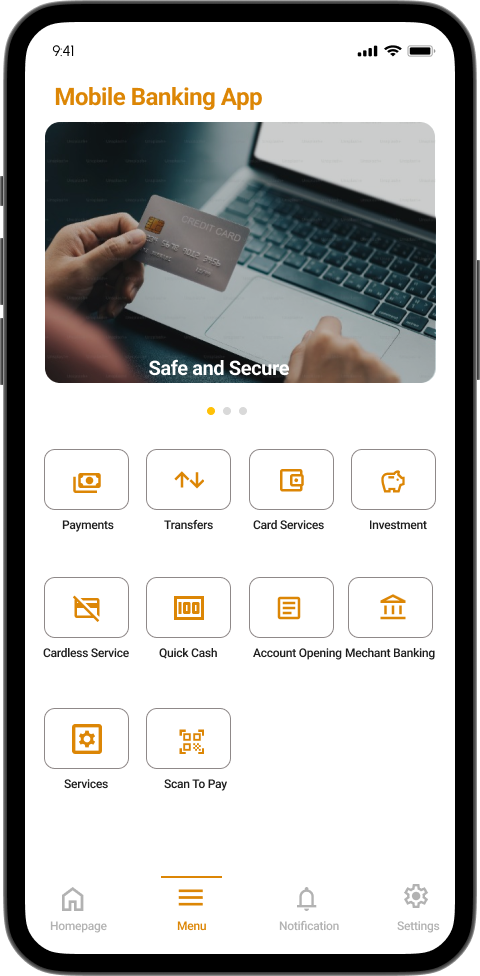 9:41
Mobile Banking App
CREDIT CARD
Safe and Secure
Payments Transfers Card Services Investment
100
Cardless Service Quick Cash Account Opening Mechant Banking
Services Scan To Pay
Homepage Menu Notification Settings